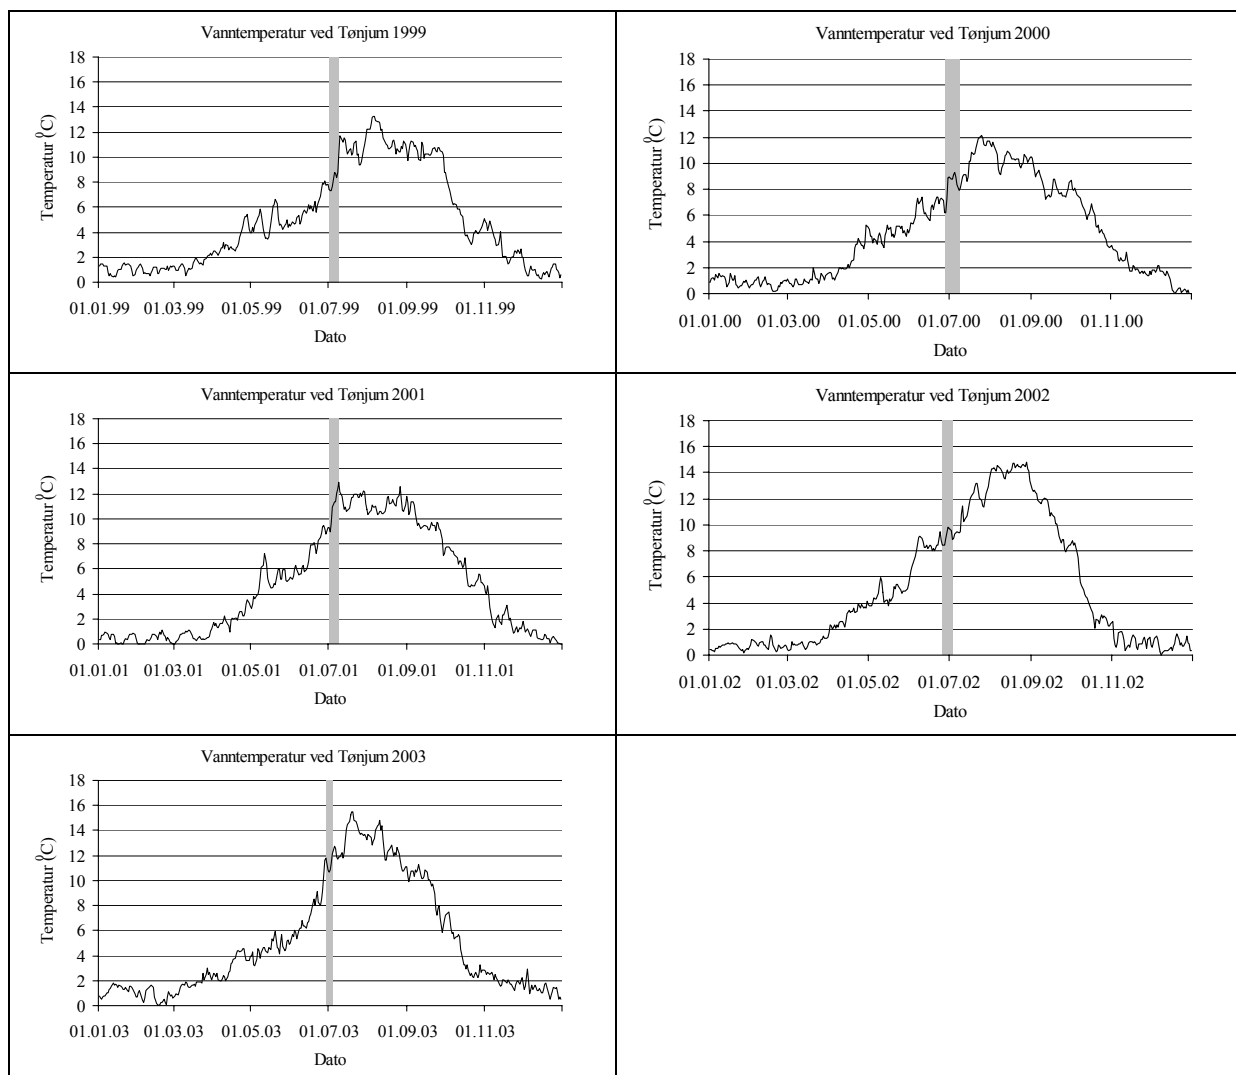 Vanntemperatur ved Tønjum 1999
18
16
14
12
10
8
6
4
2
0
Temperatur (0C)
01.01.99 01.03.99 01.05.99 01.07.99 01.09.99 01.11.99
Dato
Vanntemperatur ved Tønjum 2000
18
16
14
12
10
8
6
4
2
0
Temperatur (0C)
01.01.00 01.03.00 01.05.00 01.07.00 01.09.00 01.11.00
Dato
Vanntemperatur ved Tønjum 2001
18
16
14
12
10
8
6
4
2
0
Temperatur (0C)
01.01.01 01.03.01 01.05.01 01.07.01 01.09.01 01.11.01
Dato
Vanntemperatur ved Tønjum 2002
18
16
14
12
10
8
6
4
2
0
Temperatur (0C)
01.01.02 01.03.02 01.05.02 01.07.02 01.09.02 01.11.02
Dato
Vanntemperatur ved Tønjum 2003
18
16
14
12
10
8
6
4
2
0
Temperatur (0C)
01.01.03 01.03.03 01.05.03 01.07.03 01.09.03 01.11.03
Dato